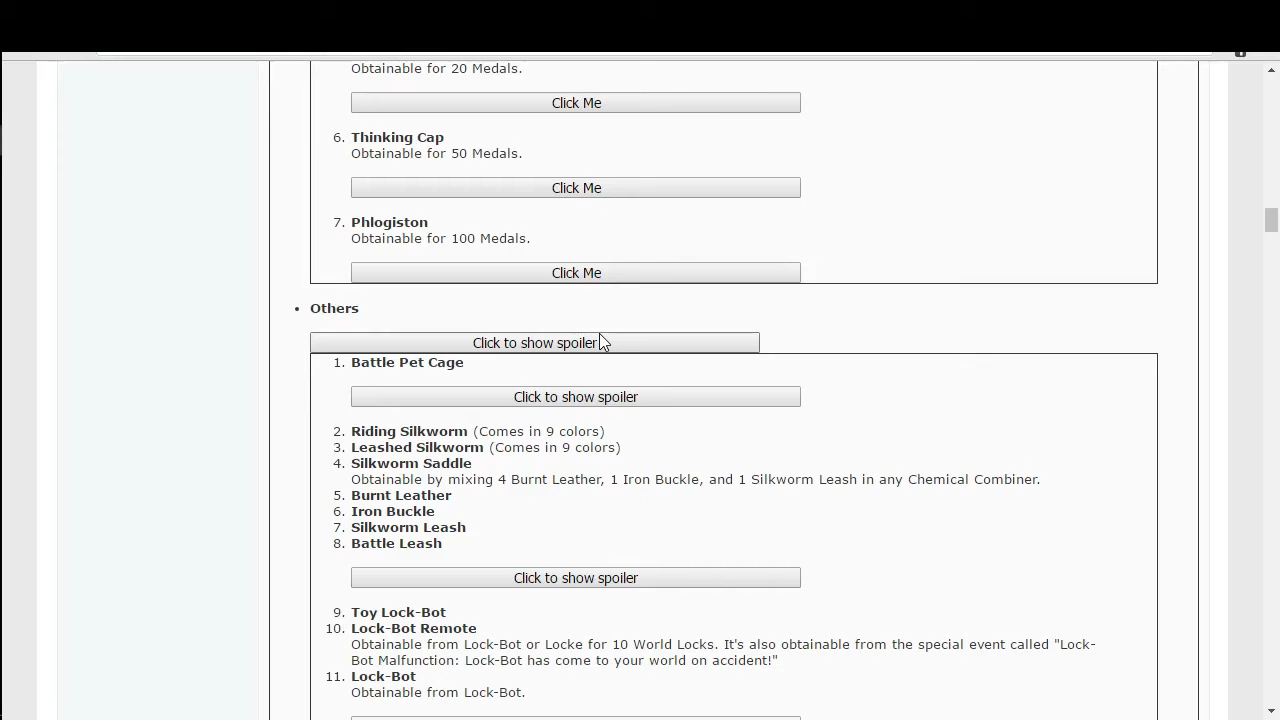 Obtainable for 20 Medals.
Click Me
6. Thinking Cap
Obtainable for 50 Medals.
Click Me
7. Phlogiston
Obtainable for 100 Medals.
Click Me
• Others
Click to show spoiler
1. Battle Pet Cage
Click to show spoiler
2. Riding Silkworm (Comes in 9 colors)
3. Leashed Silkworm (Comes in 9 colors)
4. Silkworm Saddle
Obtainable by mixing 4 Burnt Leather, 1 Iron Buckle, and 1 Silkworm Leash in any Chemical Combiner.
5. Burnt Leather
6. Iron Buckle
7. Silkworm Leash
8. Battle Leash
Click to show spoiler
9. Toy Lock-Bot
10. Lock-Bot Remote
Obtainable from Lock-Bot or Locke for 10 World Locks. It's also obtainable from the special event called "Lock-
Bot Malfunction: Lock-Bot has come to your world on accident!"
11. Lock-Bot
Obtainable from Lock-Bot.